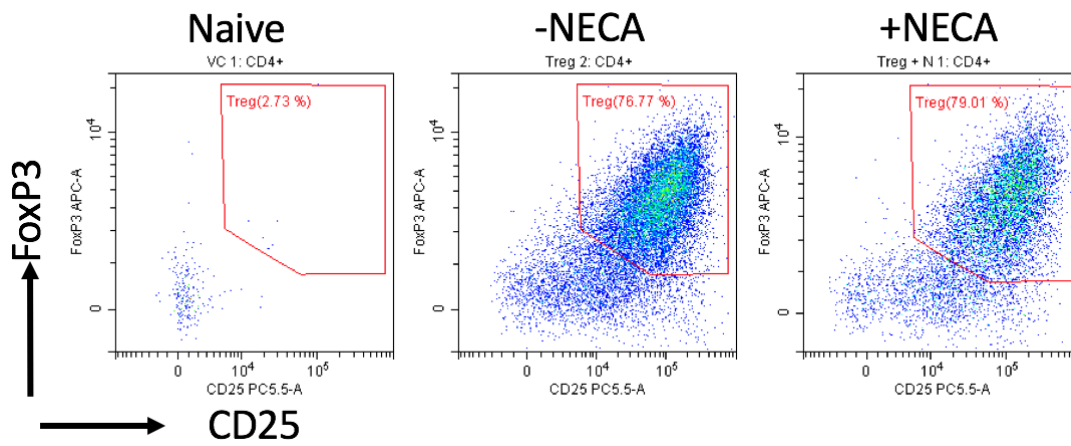 Naive
-NECA
+NECA
VC 1: CD4+
Treg 2: CD4+
Treg + N 1: CD4+
Treg(2.73 %)
Treg(76.77 %)
Treg(79.01 %)
10^4
10^4
10^4
FoxP3
FoxP3 APC-A
FoxP3 APC-A
FoxP3 APC-A
0
0
0
0 10^4 10^5
0 10^4 10^5
0 10^4 10^5
CD25 PC5.5-A
CD25 PC5.5-A
CD25 PC5.5-A
CD25